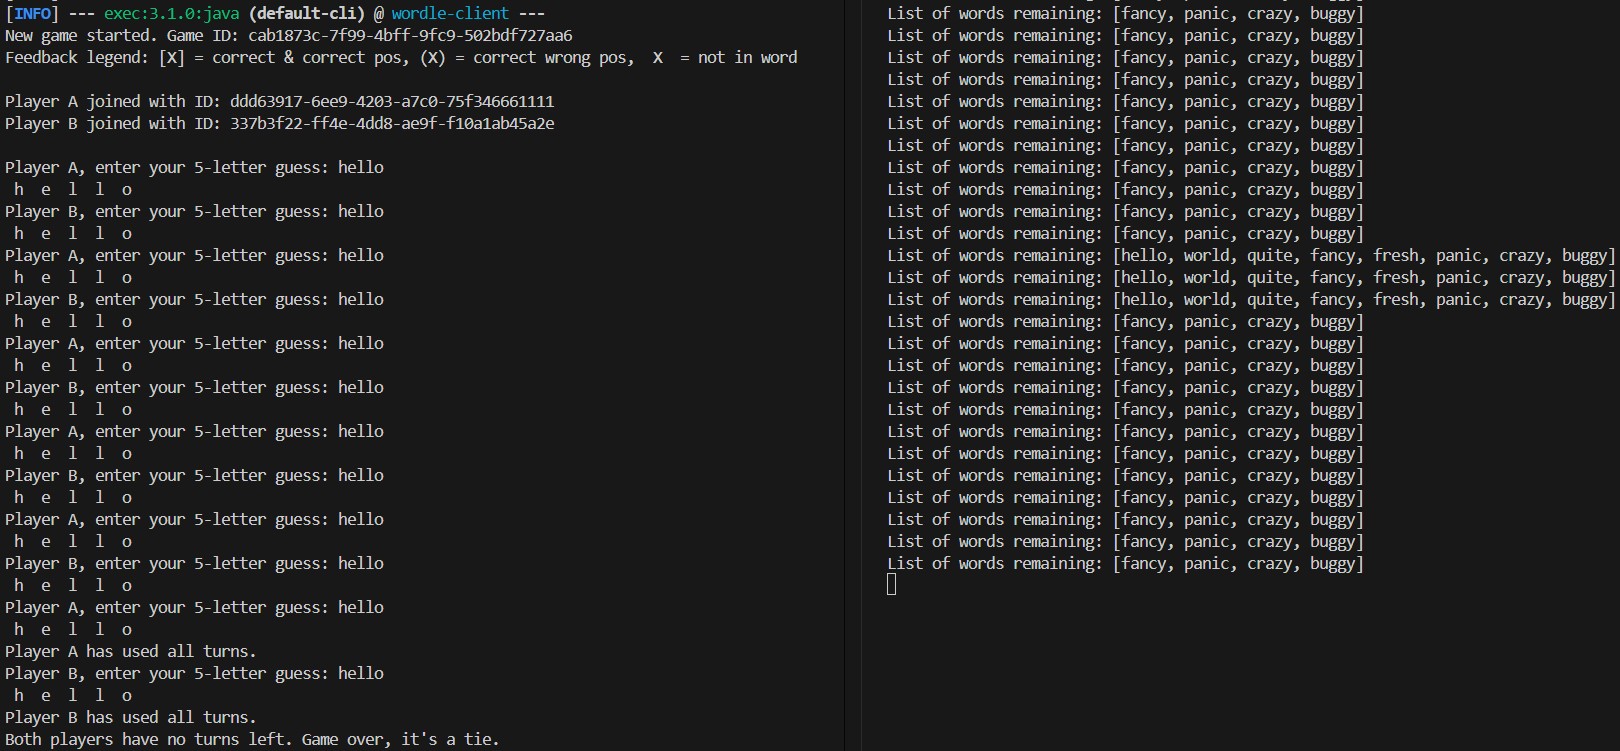 [INFO] --- exec:3.1.0:java (default-cli) @ wordle-client ---
New game started. Game ID: cab1873c-7f99-4bff-9fc9-502bdf727aa6
Feedback legend: [X] = correct & correct pos, (X) = correct wrong pos,  X  = not in word
Player A joined with ID: ddd63917-6ee9-4203-a7c0-75f346661111
Player B joined with ID: 337b3f22-ff4e-4dd8-ae9f-f10a1ab45a2e
Player A, enter your 5-letter guess: hello
h e l l o
Player B, enter your 5-letter guess: hello
h e l l o
Player A, enter your 5-letter guess: hello
h e l l o
Player B, enter your 5-letter guess: hello
h e l l o
Player A, enter your 5-letter guess: hello
h e l l o
Player B, enter your 5-letter guess: hello
h e l l o
Player A, enter your 5-letter guess: hello
h e l l o
Player B, enter your 5-letter guess: hello
h e l l o
Player A, enter your 5-letter guess: hello
h e l l o
Player B, enter your 5-letter guess: hello
h e l l o
Player A, enter your 5-letter guess: hello
h e l l o
Player A has used all turns.
Player B, enter your 5-letter guess: hello
h e l l o
Player B has used all turns.
Both players have no turns left. Game over, it's a tie.
List of words remaining: [fancy, panic, crazy, buggy]
List of words remaining: [fancy, panic, crazy, buggy]
List of words remaining: [fancy, panic, crazy, buggy]
List of words remaining: [fancy, panic, crazy, buggy]
List of words remaining: [fancy, panic, crazy, buggy]
List of words remaining: [fancy, panic, crazy, buggy]
List of words remaining: [fancy, panic, crazy, buggy]
List of words remaining: [fancy, panic, crazy, buggy]
List of words remaining: [fancy, panic, crazy, buggy]
List of words remaining: [fancy, panic, crazy, buggy]
List of words remaining: [fancy, panic, crazy, buggy]
List of words remaining: [hello, world, quite, fancy, fresh, panic, crazy, buggy]
List of words remaining: [hello, world, quite, fancy, fresh, panic, crazy, buggy]
List of words remaining: [hello, world, quite, fancy, fresh, panic, crazy, buggy]
List of words remaining: [fancy, panic, crazy, buggy]
List of words remaining: [fancy, panic, crazy, buggy]
List of words remaining: [fancy, panic, crazy, buggy]
List of words remaining: [fancy, panic, crazy, buggy]
List of words remaining: [fancy, panic, crazy, buggy]
List of words remaining: [fancy, panic, crazy, buggy]
List of words remaining: [fancy, panic, crazy, buggy]
List of words remaining: [fancy, panic, crazy, buggy]
List of words remaining: [fancy, panic, crazy, buggy]
List of words remaining: [fancy, panic, crazy, buggy]
List of words remaining: [fancy, panic, crazy, buggy]
List of words remaining: [fancy, panic, crazy, buggy]